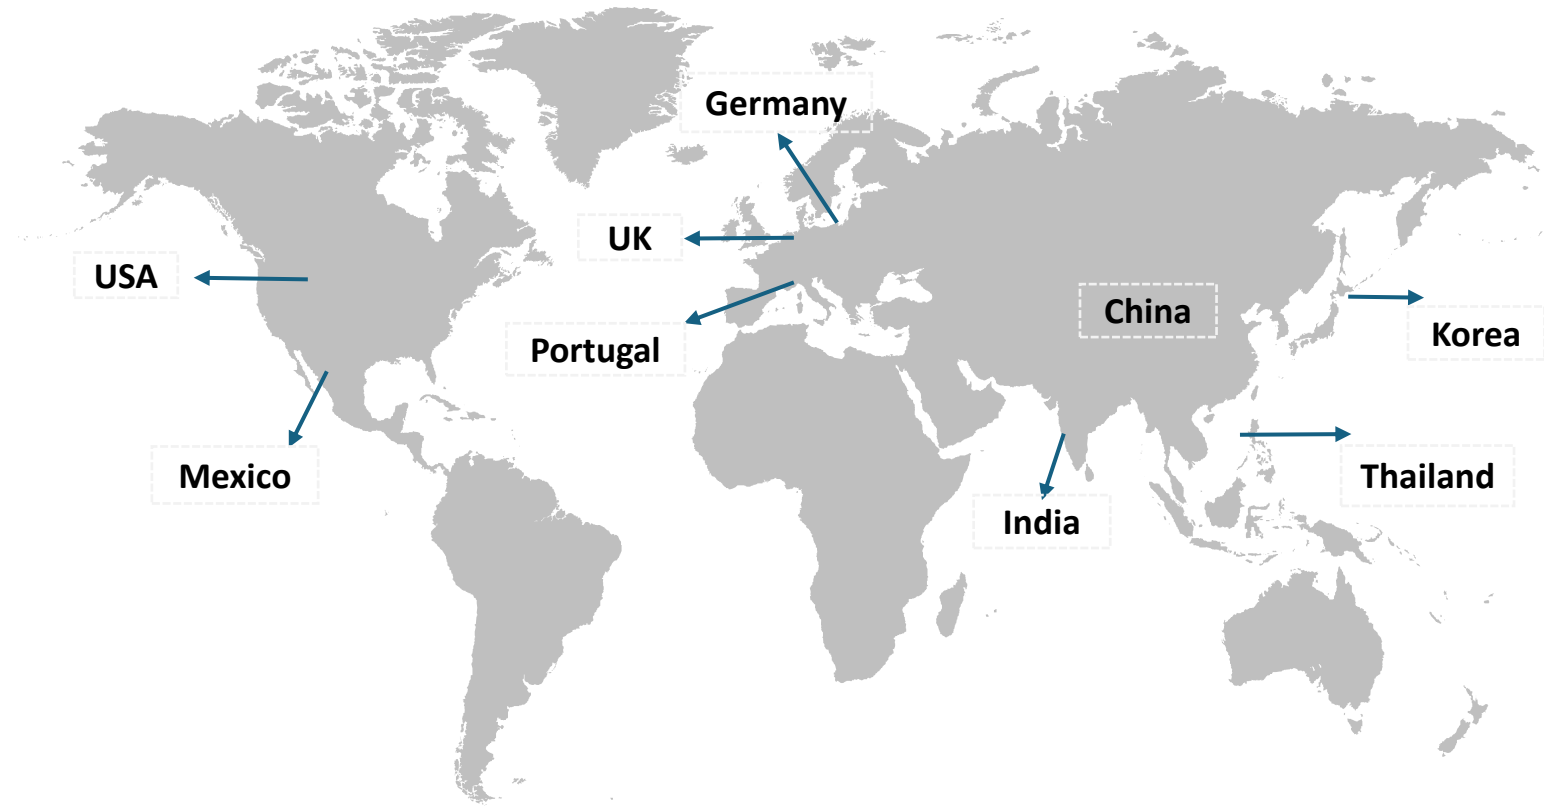 Germany
UK
USA
China
Korea
Portugal
Mexico
Thailand
India